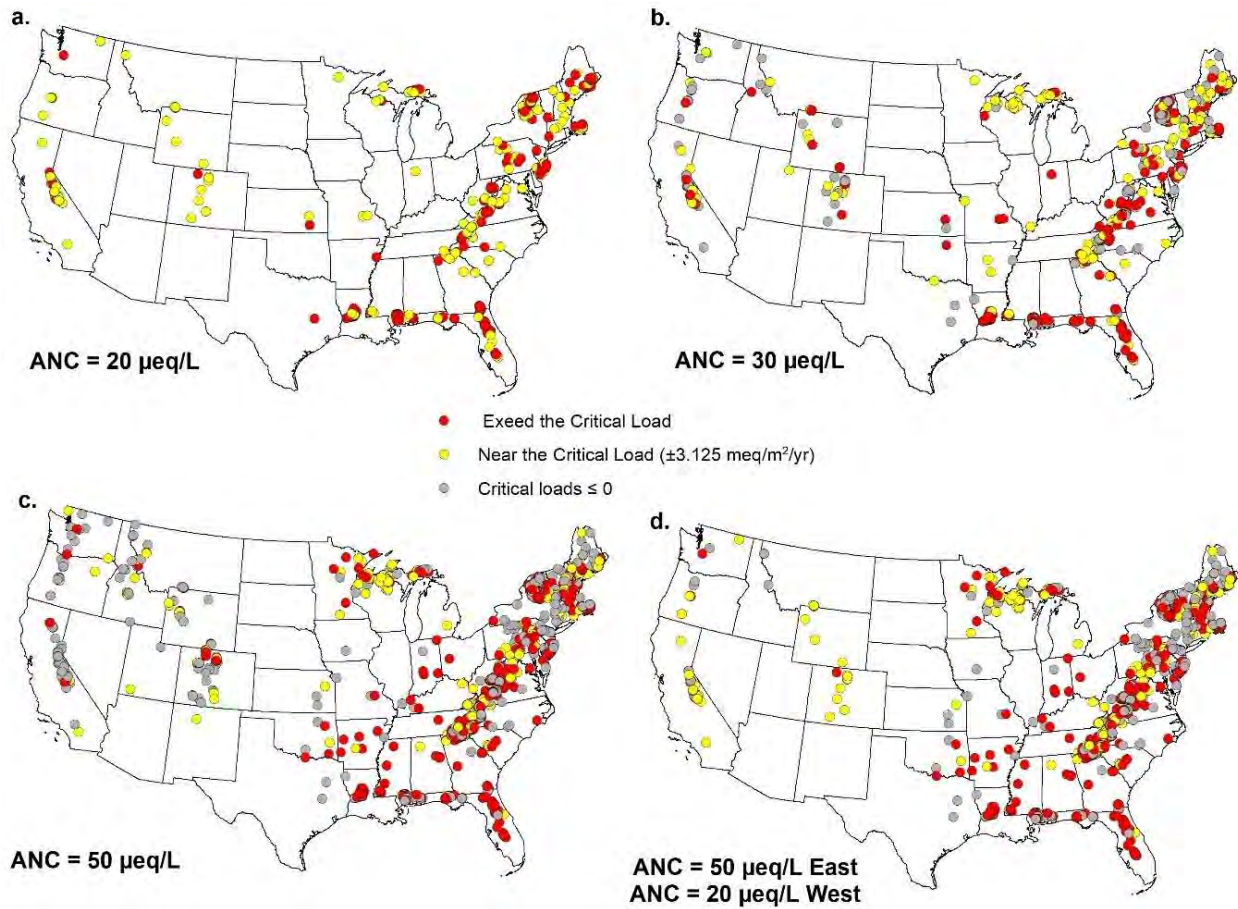 a.
b.
ANC = 20 µeq/L
ANC = 30 µeq/L
Exeed the Critical Load
Near the Critical Load (±3.125 meq/m²/yr)
Critical loads ≤ 0
c.
d.
ANC = 50 µeq/L
ANC = 50 µeq/L East
ANC = 20 µeq/L West